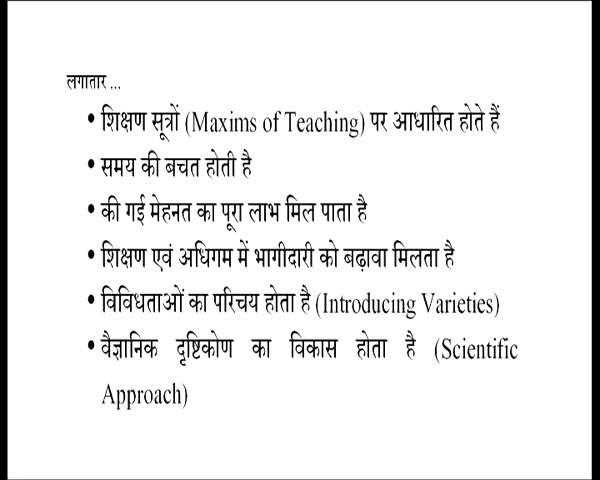 लगातार ...
• शिक्षण सूत्रों (Maxims of Teaching) पर आधारित होते हैं
• समय की बचत होती है
• की गई मेहनत का पूरा लाभ मिल पाता है
• शिक्षण एवं अधिगम में भागीदारी को बढ़ावा मिलता है
• विविधताओं का परिचय होता है (Introducing Varieties)
• वैज्ञानिक दृष्टिकोण का विकास होता है (Scientific
Approach)